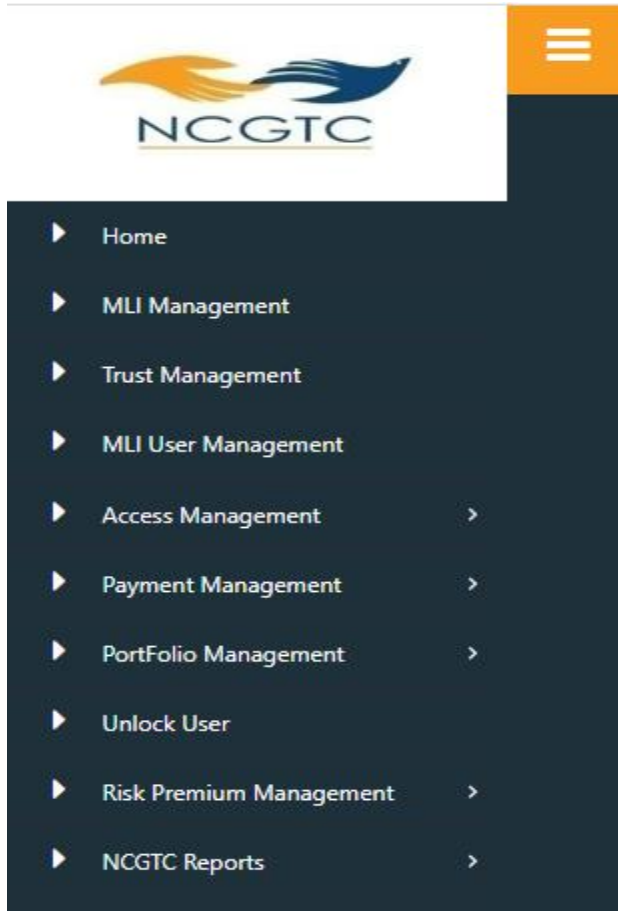 NCGTC
Home
MLI Management
Trust Management
MLI User Management
Access Management
Payment Management
PortFolio Management
Unlock User
Risk Premium Management
NCGTC Reports